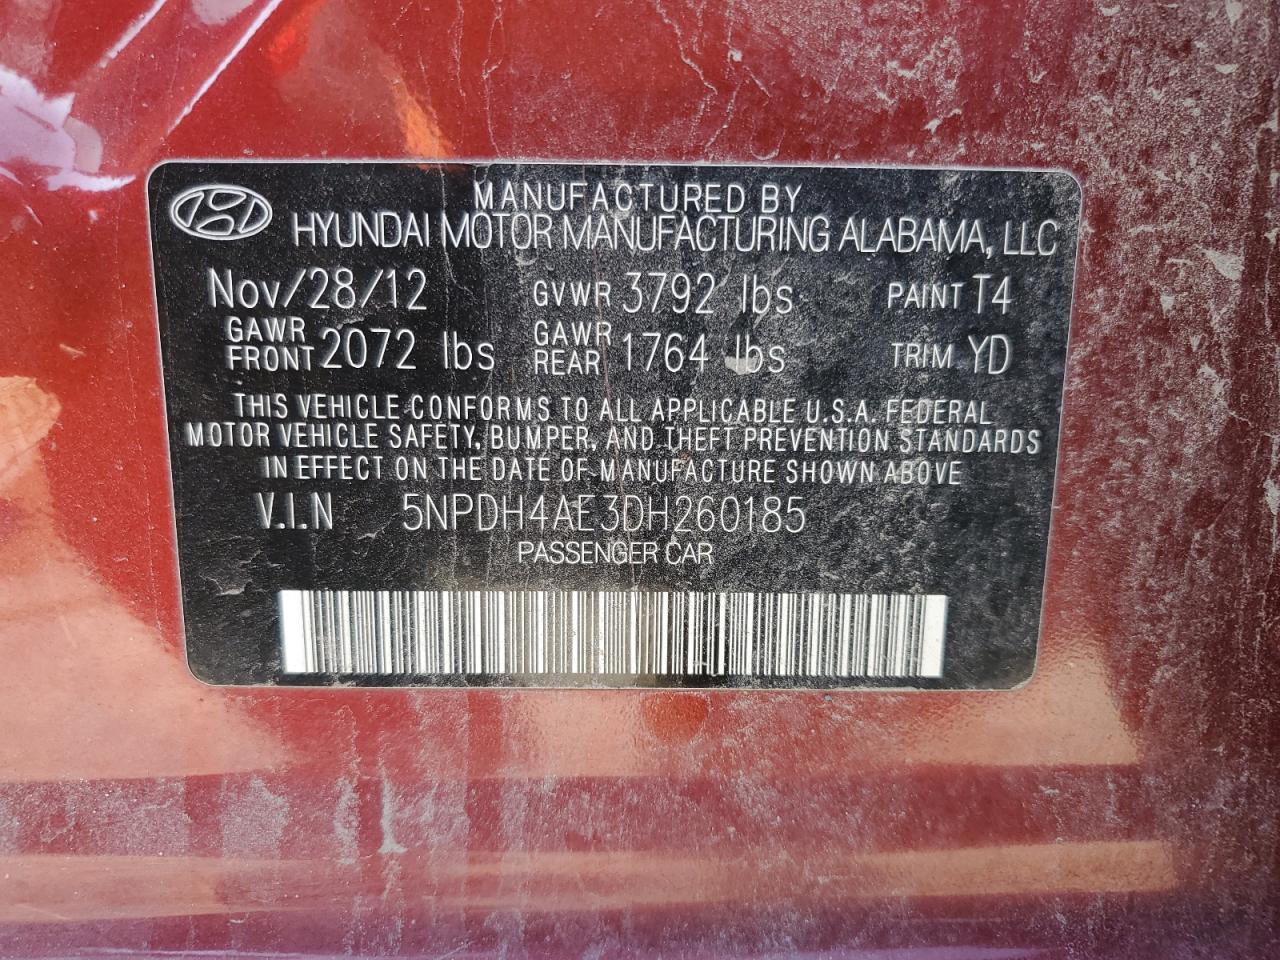 MANUFACTURED BY
HYUNDAI MOTOR MANUFACTURING ALABAMA, LLC
Nov/28/12 GVWR 3792 lbs PAINT T4
GAWR FRONT 2072 lbs GAWR REAR 1764 lbs TRIM YD
THIS VEHICLE CONFORMS TO ALL APPLICABLE U.S.A. FEDERAL
MOTOR VEHICLE SAFETY, BUMPER, AND THEFT PREVENTION STANDARDS
IN EFFECT ON THE DATE OF MANUFACTURE SHOWN ABOVE
V.I.N 5NPDH4AE3DH260185
PASSENGER CAR